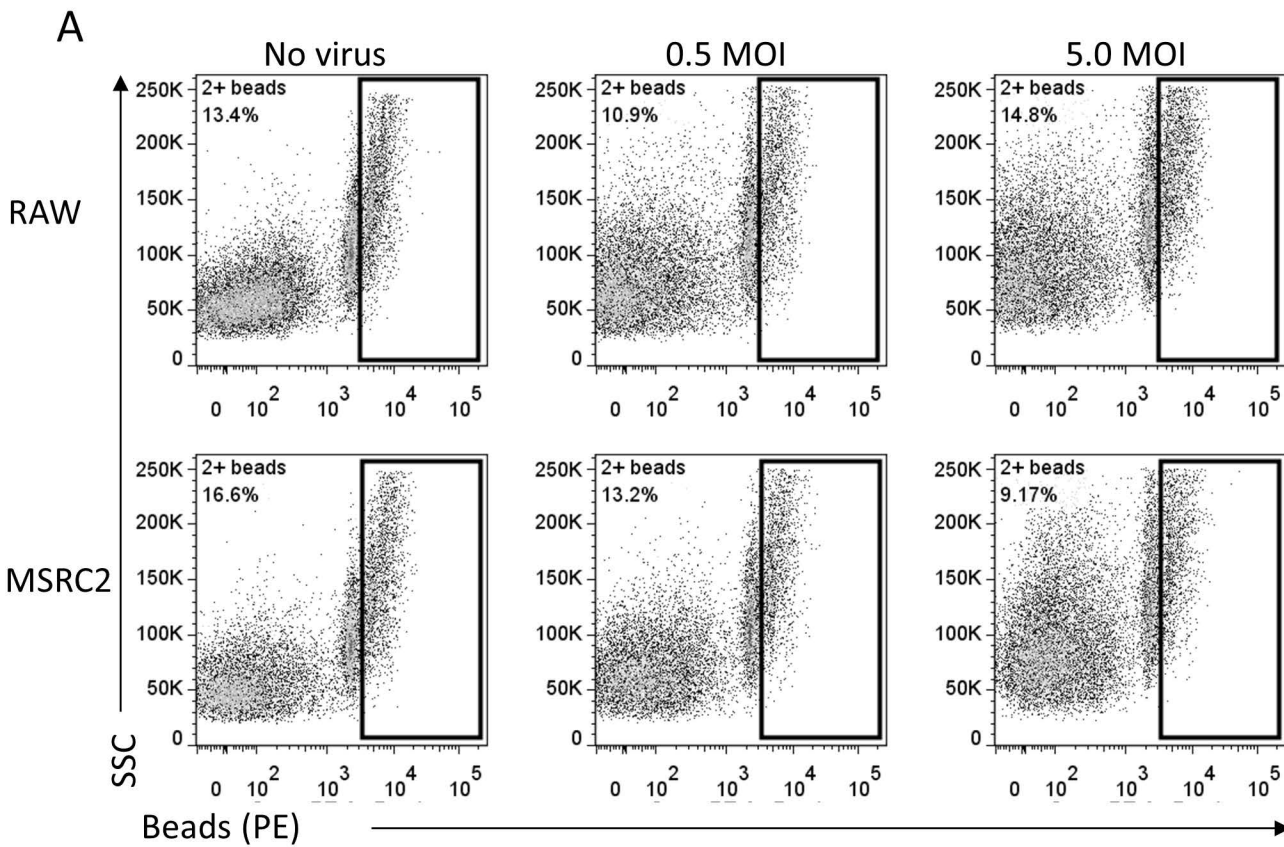 A
No virus
0.5 MOI
5.0 MOI
RAW
2+ beads
13.4%
250K
200K
150K
100K
50K
0
0 10^2 10^3 10^4 10^5
2+ beads
10.9%
250K
200K
150K
100K
50K
0
0 10^2 10^3 10^4 10^5
2+ beads
14.8%
250K
200K
150K
100K
50K
0
0 10^2 10^3 10^4 10^5
MSRC2
2+ beads
16.6%
250K
200K
150K
100K
50K
0
0 10^2 10^3 10^4 10^5
2+ beads
13.2%
250K
200K
150K
100K
50K
0
0 10^2 10^3 10^4 10^5
2+ beads
9.17%
250K
200K
150K
100K
50K
0
0 10^2 10^3 10^4 10^5
SSC
Beads (PE)